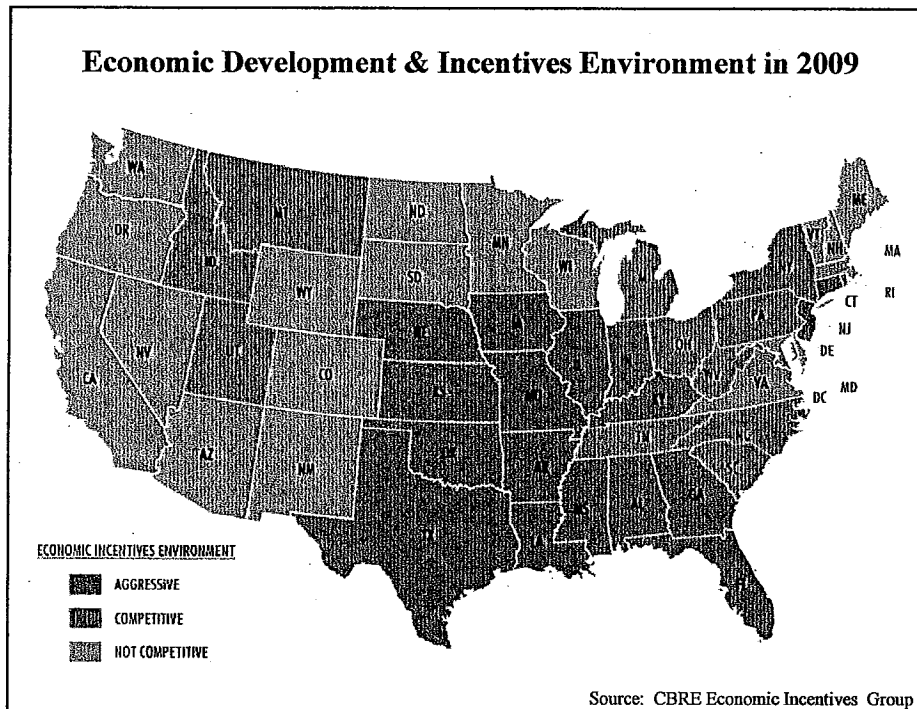 Economic Development & Incentives Environment in 2009
WA
MT
ND
MN
ME
VT
NH
OR
ID
SD
WI
MI
NY
MA
WY
RI
CT
NE
IA
PA
NJ
NV
UT
OH
DE
CA
CO
WV
VA
MD
KS
MO
KY
DC
AZ
NM
OK
AR
TN
NC
SC
MS
AL
GA
TX
LA
ECONOMIC INCENTIVES ENVIRONMENT
AGGRESSIVE
COMPETITIVE
NOT COMPETITIVE
Source: CBRE Economic Incentives Group